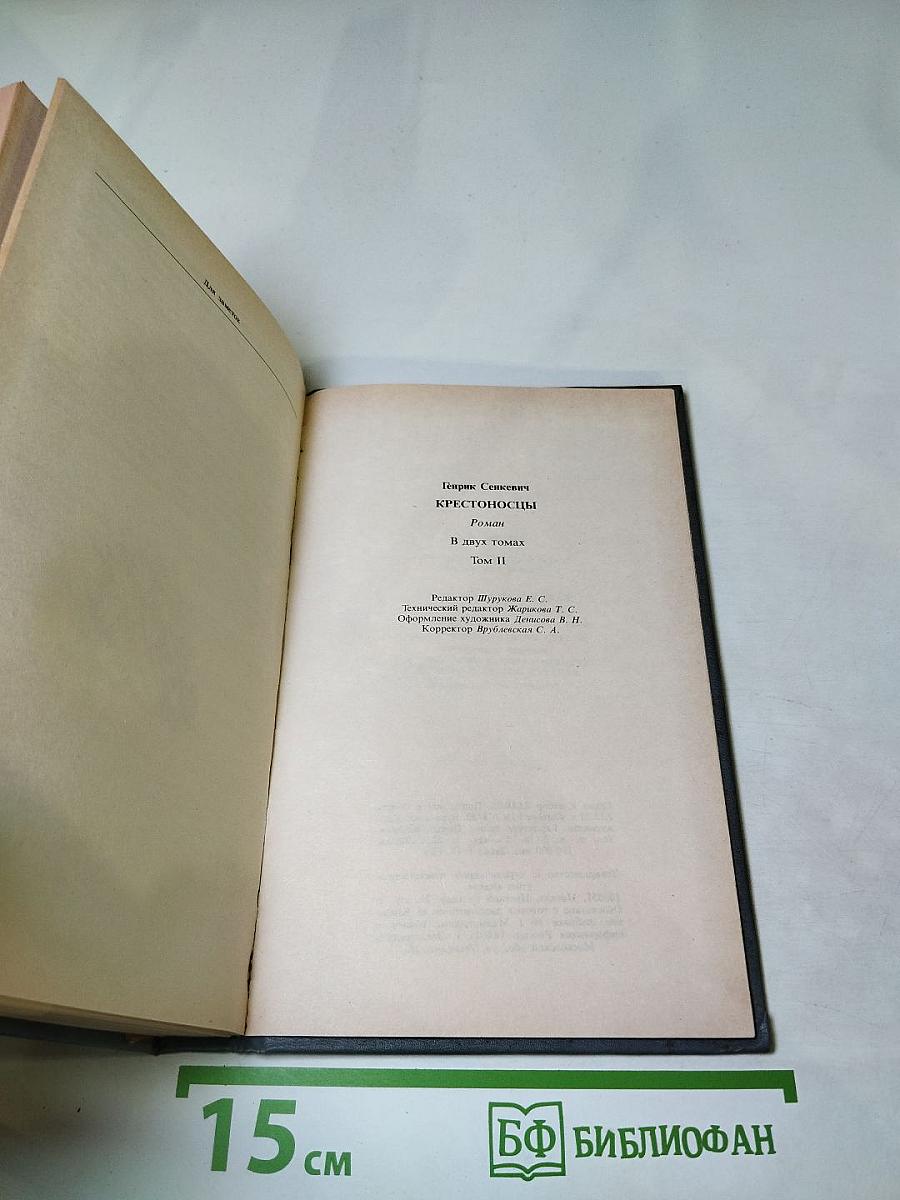 Для заметок
Генрик Сенкевич
КРЕСТОНОСЦЫ
Роман
В двух томах
Том II
Редактор Шурукова Е. С.
Технический редактор Жарикова Т. С.
Оформление художника Денисова В. Н.
Корректор Врублевская С. А.
15 см
БФ БИБЛИОФАН